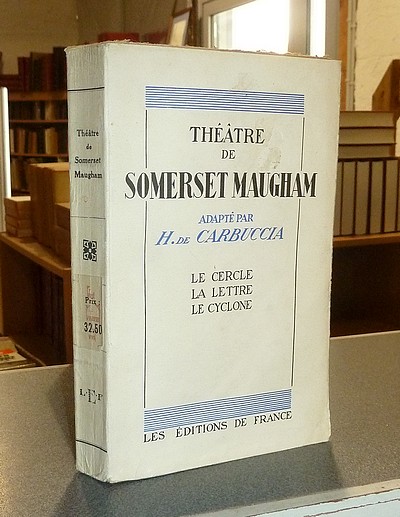 Théâtre
de
Somerset
Maugham
Prix
32.50
L·E·F
THÉÂTRE
DE
SOMERSET MAUGHAM
ADAPTÉ PAR
H. DE CARBUCCIA
LE CERCLE
LA LETTRE
LE CYCLONE
LES ÉDITIONS DE FRANCE